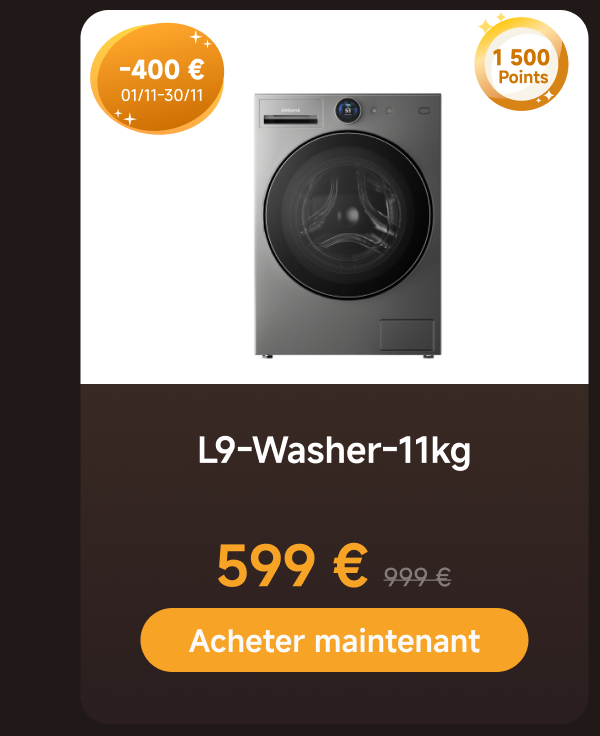 -400 €
01/11-30/11
1 500
Points
L9-Washer-11kg
599 € 999 €
Acheter maintenant